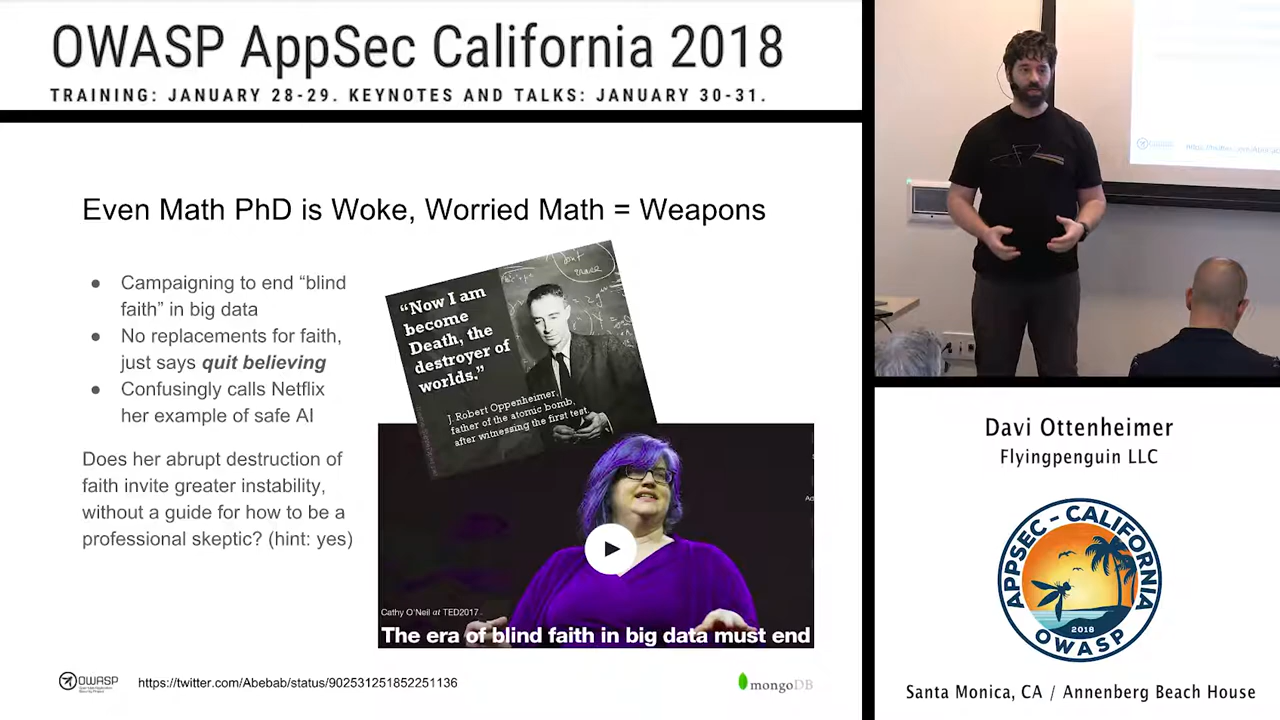 OWASP AppSec California 2018
TRAINING: JANUARY 28-29. KEYNOTES AND TALKS: JANUARY 30-31.
Even Math PhD is Woke, Worried Math = Weapons
● Campaigning to end “blind
faith” in big data
● No replacements for faith,
just says quit believing
● Confusingly calls Netflix
her example of safe AI
Does her abrupt destruction of
faith invite greater instability,
without a guide for how to be a
professional skeptic? (hint: yes)
“Now I am
become
Death, the
destroyer of
worlds.”
J. Robert Oppenheimer,
father of the atomic bomb,
after witnessing the first test.
Cathy O'Neil at TED2017
The era of blind faith in big data must end
OWASP
https://twitter.com/Abebab/status/902531251852251136
mongoDB
Davi Ottenheimer
Flyingpenguin LLC
APPSEC - CALIFORNIA
2018
OWASP
Santa Monica, CA / Annenberg Beach House